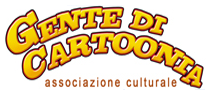 GENTE DI
CARTOONIA
associazione culturale